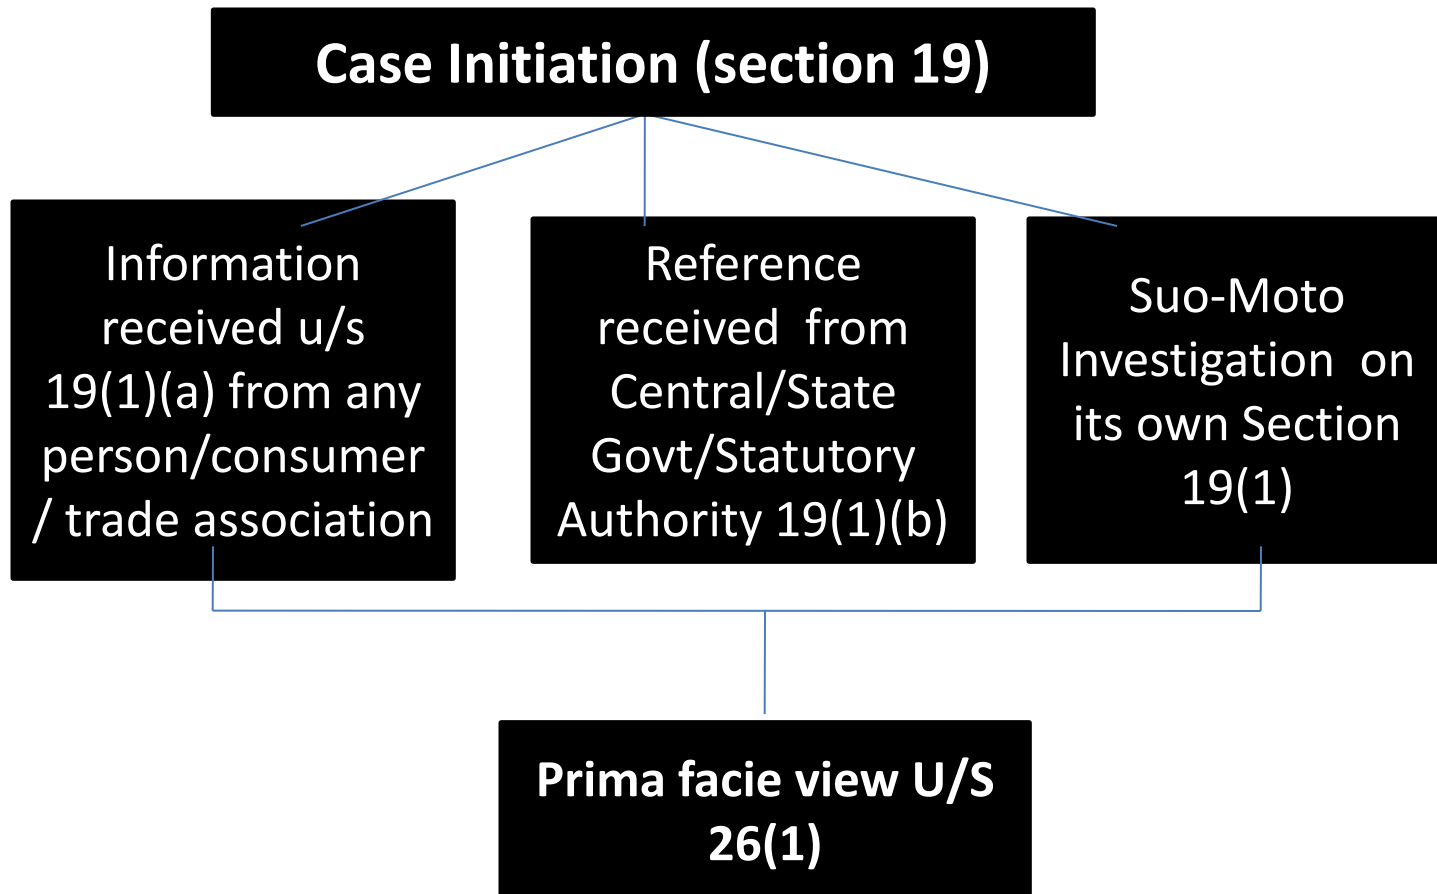 Case Initiation (section 19)
Information
received u/s
19(1)(a) from any
person/consumer
/ trade association
Reference
received from
Central/State
Govt/Statutory
Authority 19(1)(b)
Suo-Moto
Investigation on
its own Section
19(1)
Prima facie view U/S
26(1)